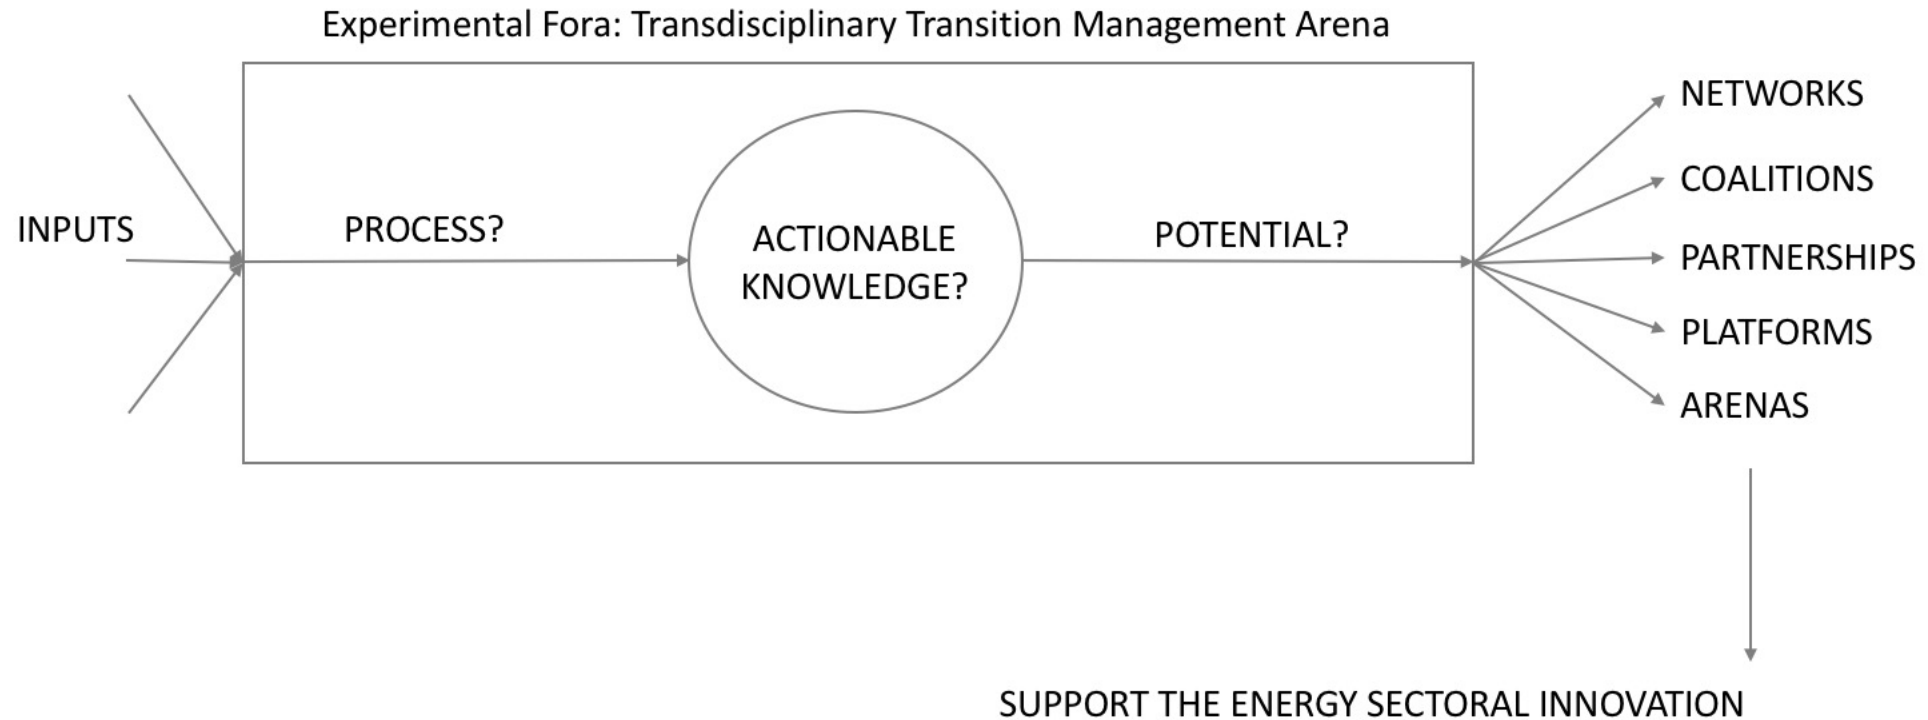 Experimental Fora: Transdisciplinary Transition Management Arena
INPUTS
PROCESS?
ACTIONABLE
KNOWLEDGE?
POTENTIAL?
NETWORKS
COALITIONS
PARTNERSHIPS
PLATFORMS
ARENAS
SUPPORT THE ENERGY SECTORAL INNOVATION